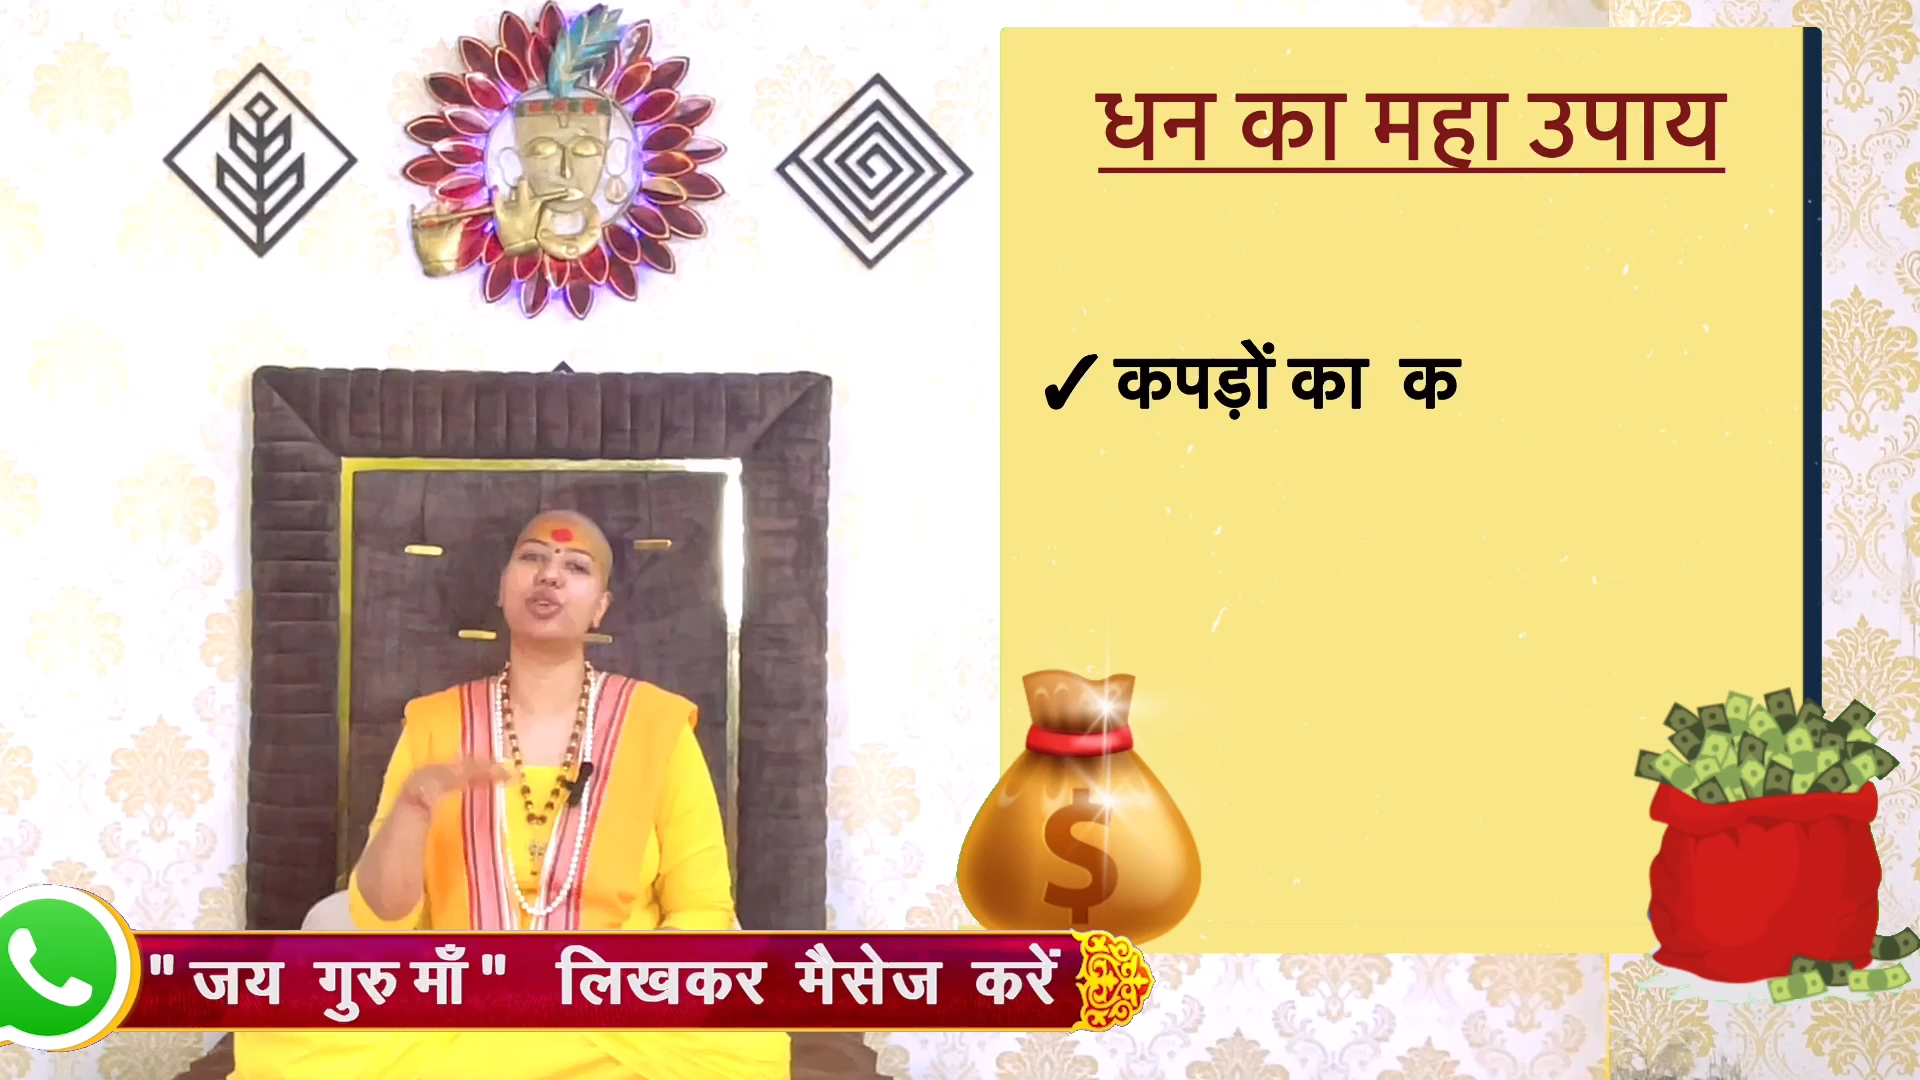 धन का महा उपाय
✓ कपड़ों का क
$
"जय गुरु माँ" लिखकर मैसेज करें